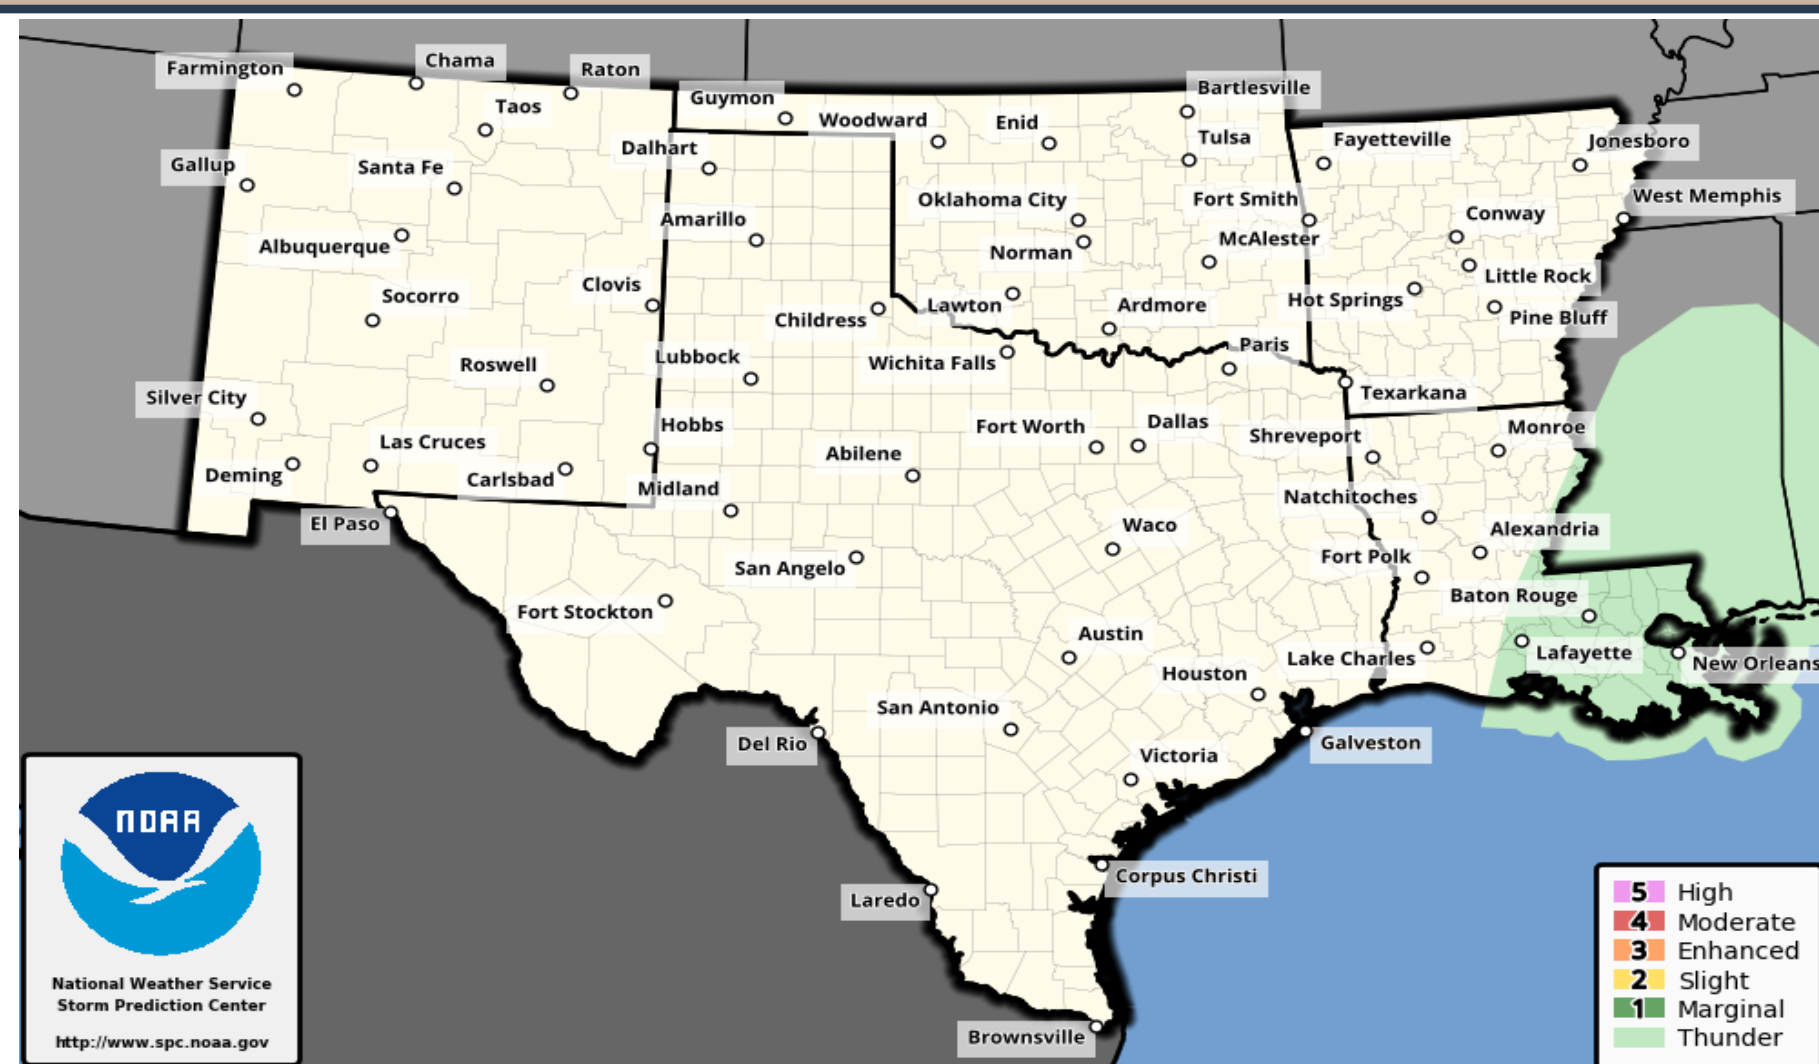 Farmington
Chama
Raton
Taos
Guymon
Woodward
Enid
Bartlesville
Tulsa
Fayetteville
Jonesboro
Gallup
Santa Fe
Dalhart
Oklahoma City
Fort Smith
West Memphis
Conway
Albuquerque
Amarillo
Norman
McAlester
Little Rock
Socorro
Clovis
Childress
Lawton
Ardmore
Hot Springs
Pine Bluff
Roswell
Lubbock
Wichita Falls
Paris
Texarkana
Silver City
Las Cruces
Hobbs
Abilene
Fort Worth
Dallas
Shreveport
Monroe
Deming
Carlsbad
Midland
Natchitoches
El Paso
Waco
Alexandria
San Angelo
Fort Polk
Fort Stockton
Baton Rouge
Austin
Lake Charles
Lafayette
New Orleans
Houston
San Antonio
Del Rio
Victoria
Galveston
Corpus Christi
Laredo
Brownsville
NOAA
National Weather Service
Storm Prediction Center
http://www.spc.noaa.gov
5 High
4 Moderate
3 Enhanced
2 Slight
1 Marginal
Thunder